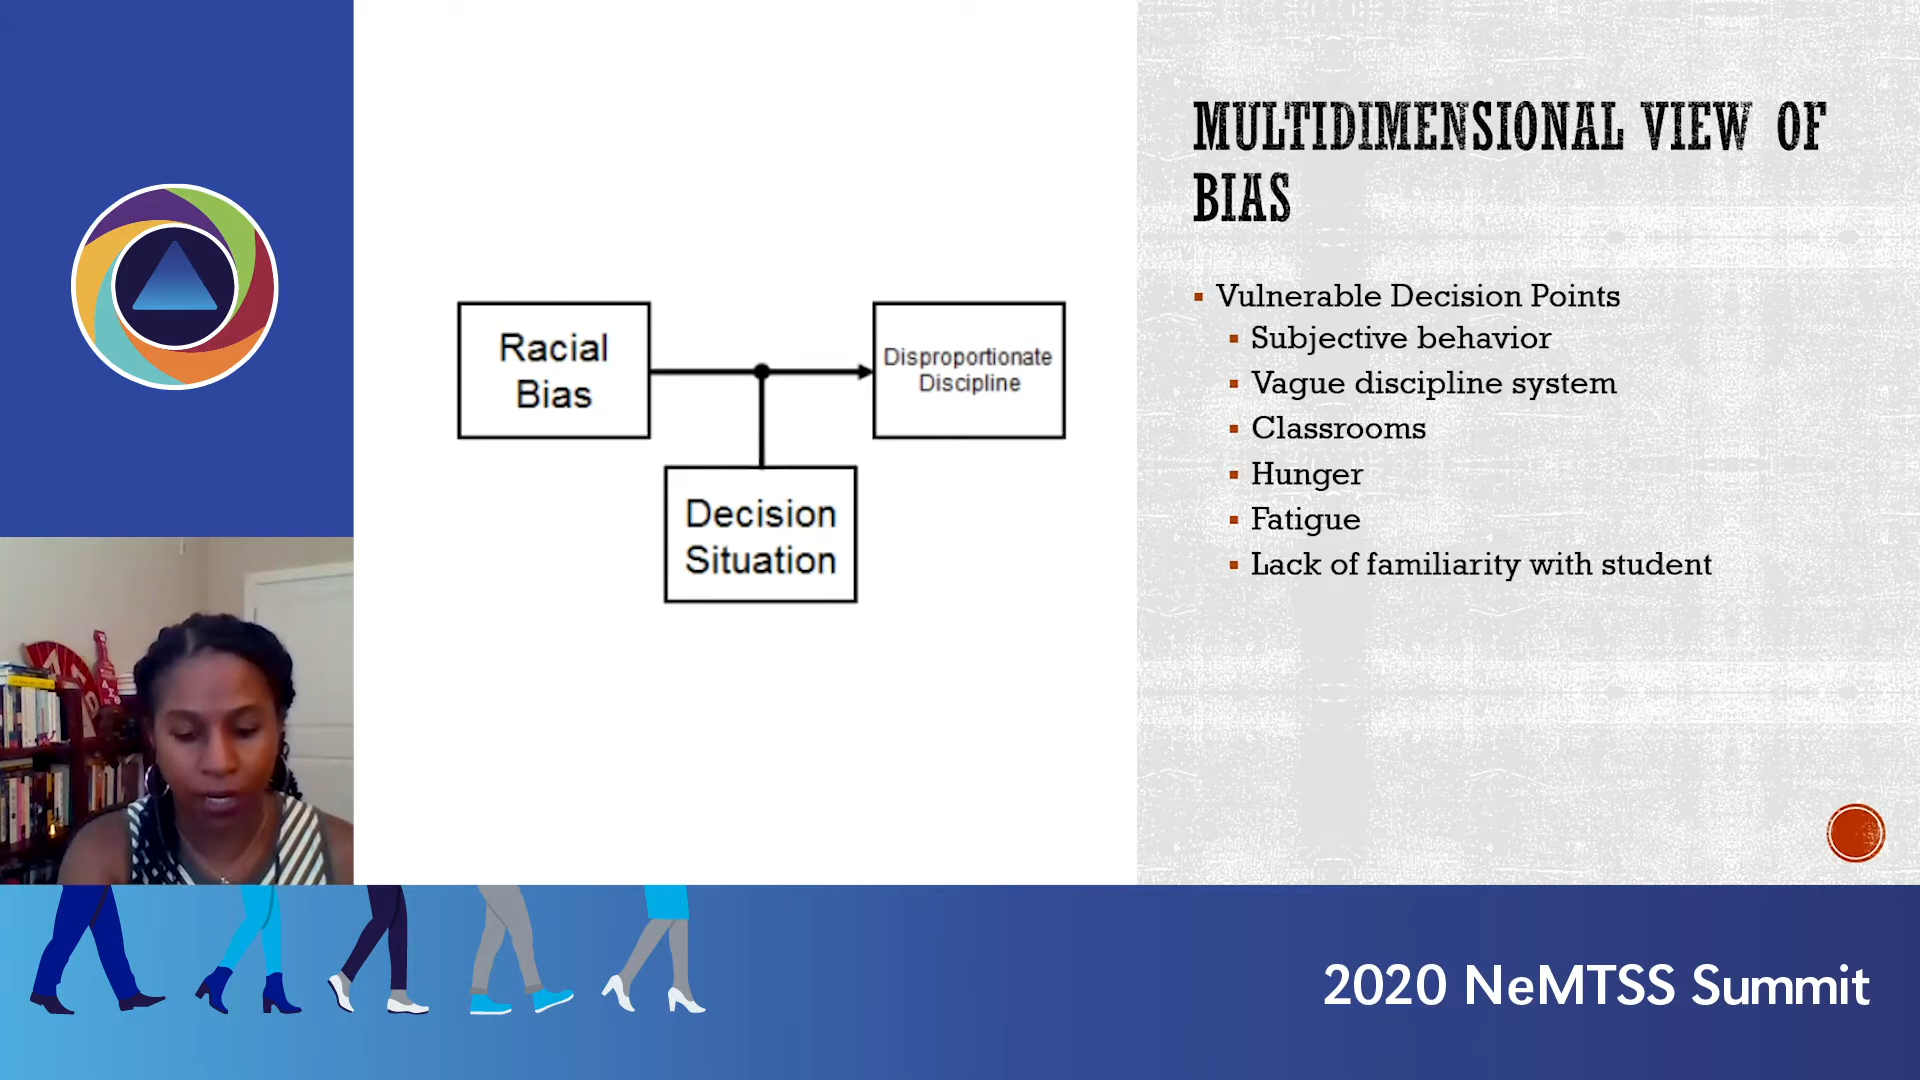 MULTIDIMENSIONAL VIEW OF
BIAS
Racial
Bias
Disproportionate
Discipline
Decision
Situation
Vulnerable Decision Points
Subjective behavior
Vague discipline system
Classrooms
Hunger
Fatigue
Lack of familiarity with student
2020 NeMTSS Summit